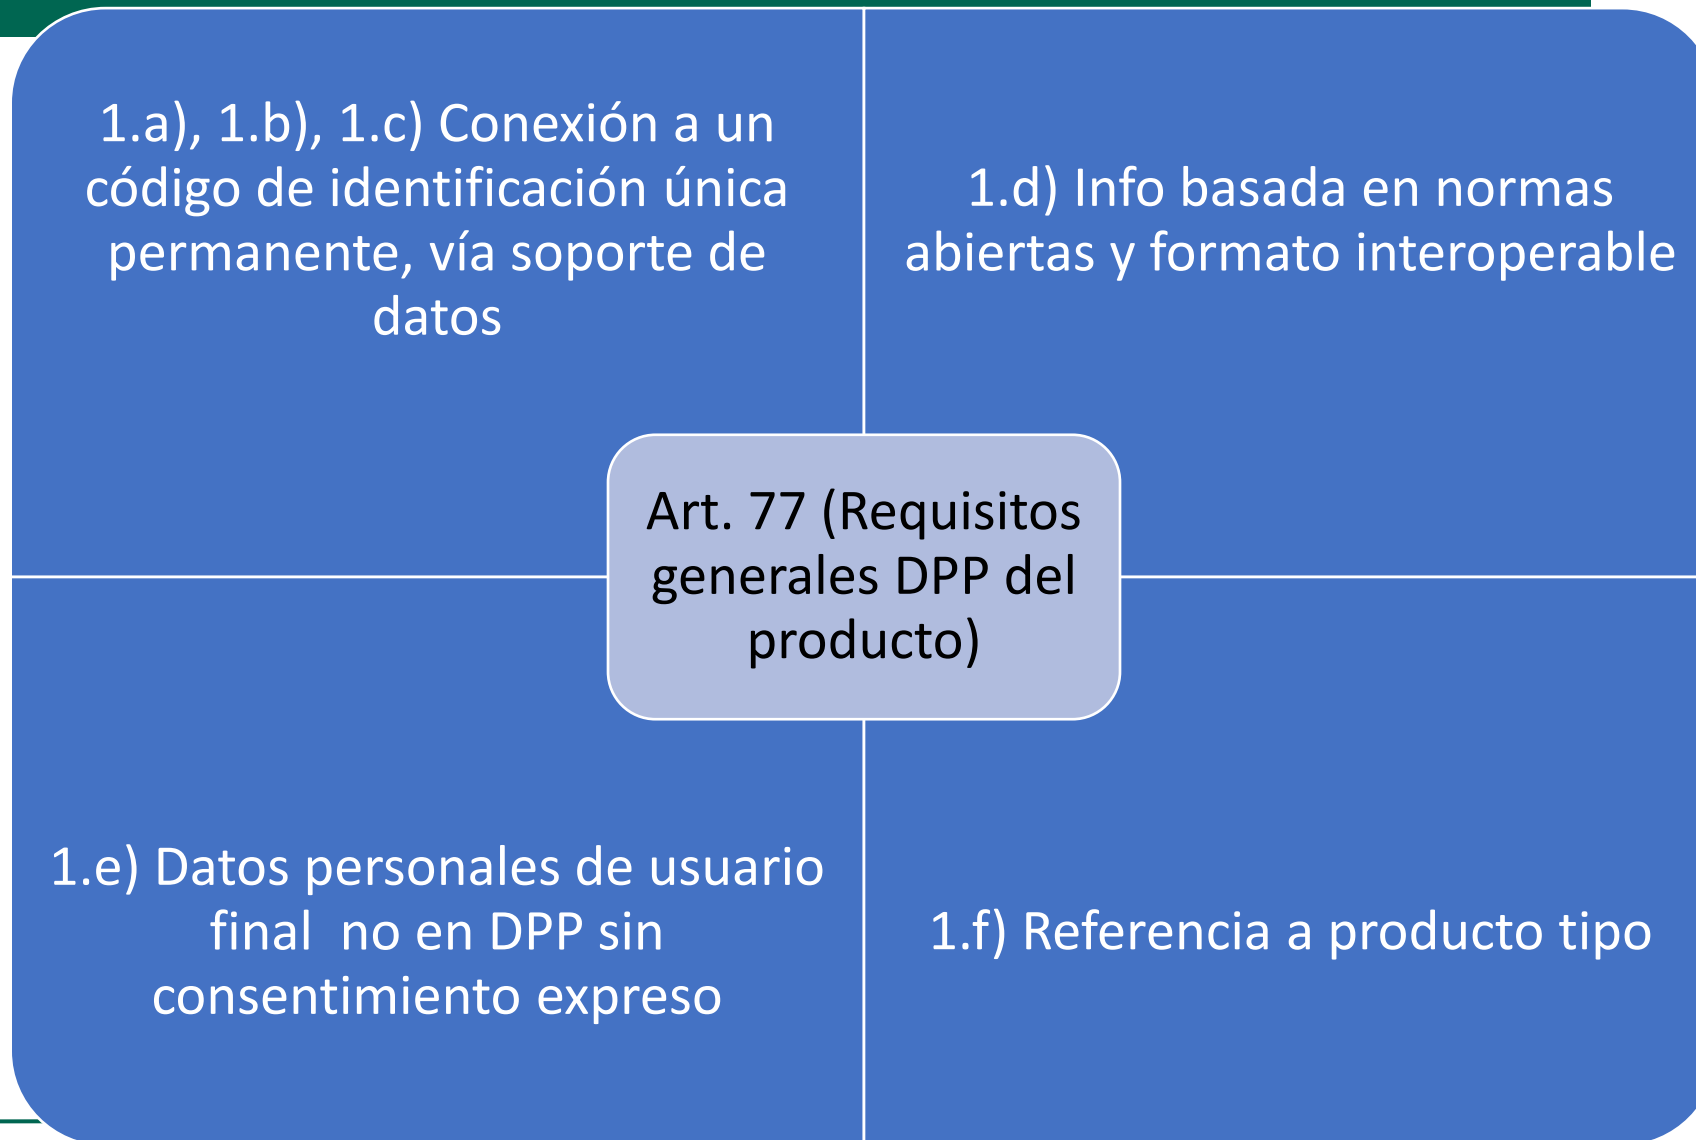 1.a), 1.b), 1.c) Conexión a un
código de identificación única
permanente, vía soporte de
datos
1.d) Info basada en normas
abiertas y formato interoperable
Art. 77 (Requisitos
generales DPP del
producto)
1.e) Datos personales de usuario
final  no en DPP sin
consentimiento expreso
1.f) Referencia a producto tipo